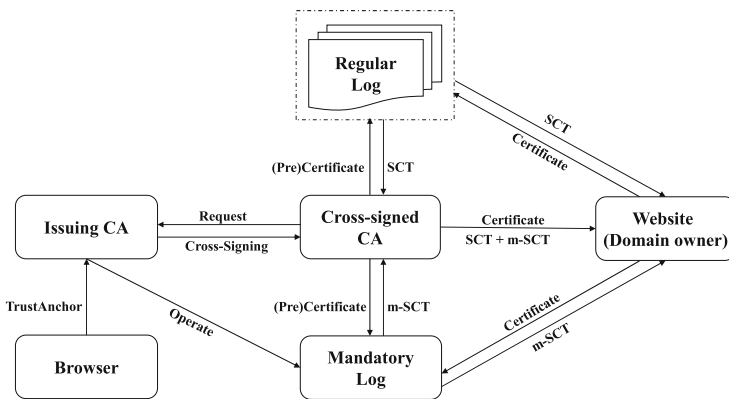 Regular
Log
SCT
Certificate
(Pre)Certificate
SCT
Issuing CA
Request
Cross-Signing
Cross-signed
CA
Certificate
SCT + m-SCT
Website
(Domain owner)
TrustAnchor
Operate
(Pre)Certificate
m-SCT
Certificate
m-SCT
Browser
Mandatory
Log